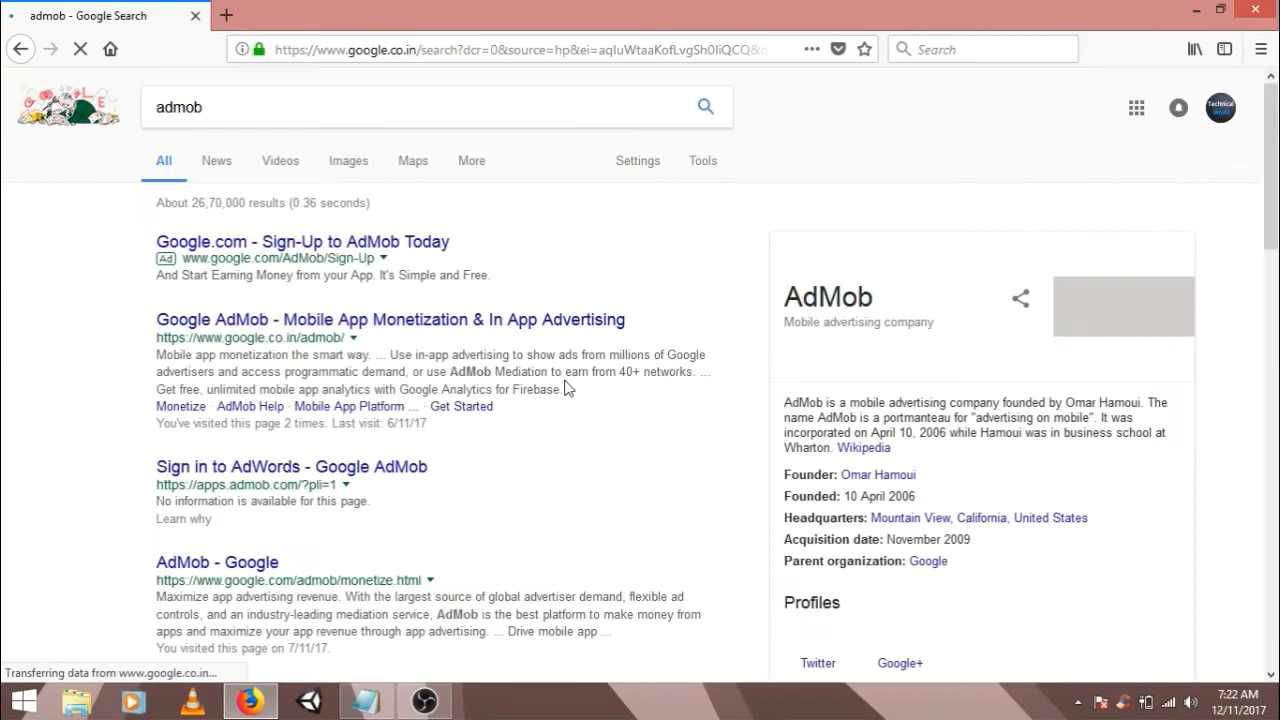 admob - Google Search
https://www.google.co.in/search?dcr=0&source=hp&ei=aqIuWtaaKofLvgSh0IiQCQ&
Search
admob
Technical
All News Videos Images Maps More Settings Tools
About 26,70,000 results (0.36 seconds)
Google.com - Sign-Up to AdMob Today
Ad www.google.com/AdMob/Sign-Up
And Start Earning Money from your App. It's Simple and Free.
Google AdMob - Mobile App Monetization & In App Advertising
https://www.google.co.in/admob/
Mobile app monetization the smart way. ... Use in-app advertising to show ads from millions of Google
advertisers and access programmatic demand, or use AdMob Mediation to earn from 40+ networks. ...
Get free, unlimited mobile app analytics with Google Analytics for Firebase.
Monetize · AdMob Help · Mobile App Platform ... · Get Started
You've visited this page 2 times. Last visit: 6/11/17
Sign in to AdWords - Google AdMob
https://apps.admob.com/?pli=1
No information is available for this page.
Learn why
AdMob - Google
https://www.google.com/admob/monetize.html
Maximize app advertising revenue. With the largest source of global advertiser demand, flexible ad
controls, and an industry-leading mediation service, AdMob is the best platform to make money from
apps and maximize your app revenue through app advertising. ... Drive mobile app ...
You visited this page on 7/11/17.
AdMob
Mobile advertising company
AdMob is a mobile advertising company founded by Omar Hamoui. The
name AdMob is a portmanteau for "advertising on mobile". It was
incorporated on April 10, 2006 while Hamoui was in business school at
Wharton. Wikipedia
Founder: Omar Hamoui
Founded: 10 April 2006
Headquarters: Mountain View, California, United States
Acquisition date: November 2009
Parent organization: Google
Profiles
Twitter Google+
Transferring data from www.google.co.in...
7:22 AM
12/11/2017